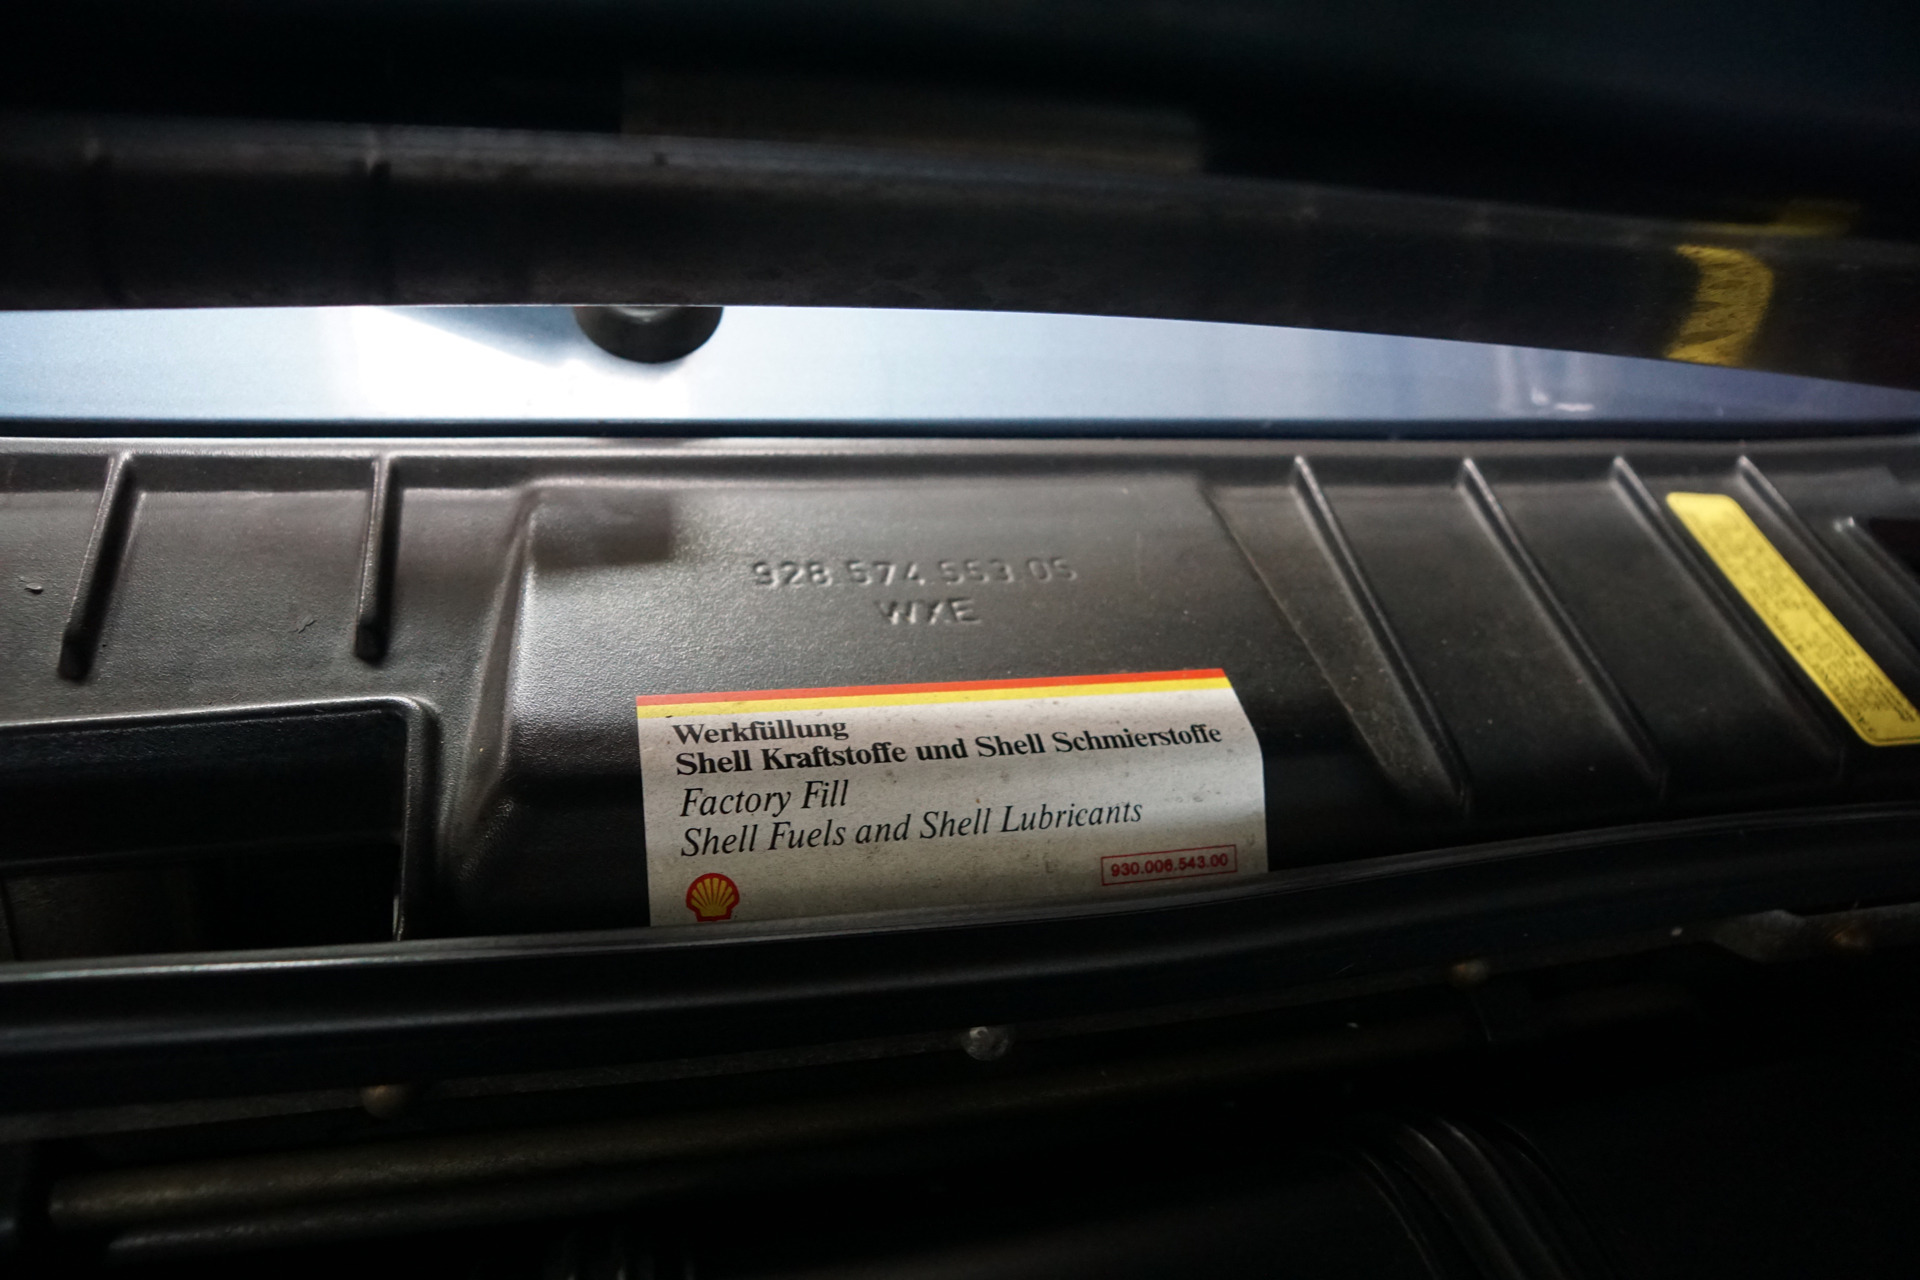 928 574 553 05
WXE
Werkfüllung
Shell Kraftstoffe und Shell Schmierstoffe
Factory Fill
Shell Fuels and Shell Lubricants
930.006.543.00